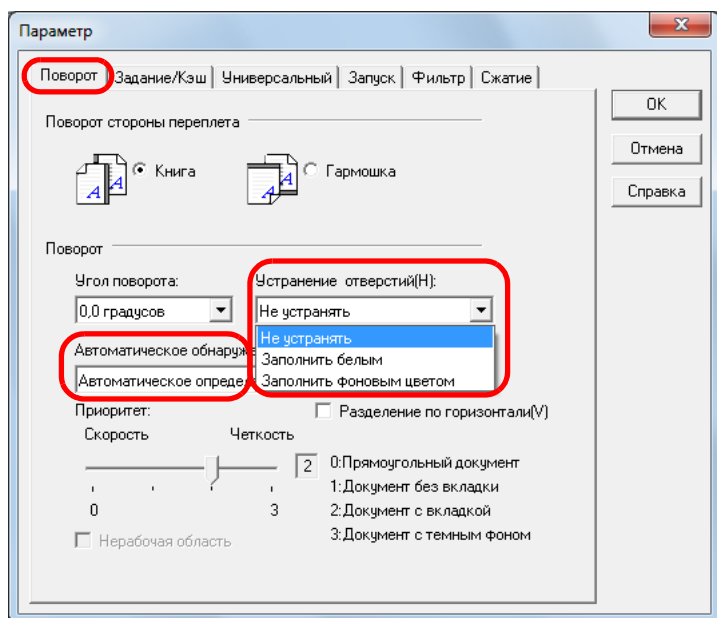 Параметр
Поворот Задание/Кэш Универсальный Запуск Фильтр Сжатие
OK
Отмена
Справка
Поворот стороны переплета
Книга
Гармошка
Поворот
Угол поворота:
0,0 градусов
Устранение отверстий(H):
Не устранять
Не устранять
Заполнить белым
Заполнить фоновым цветом
Автоматическое
Автоматическое
Приоритет:
Разделение по горизонтали(V)
Скорость Четкость
2
0 3
0:Прямоугольный документ
1:Документ без вкладки
2:Документ с вкладкой
3:Документ с темным фоном
Нерабочая область